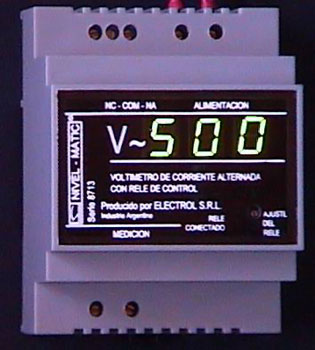 NC - COM - NA ALIMENTACION
V~ 500
NIVEL - MATIC
Serie 8713
VOLTIMETRO DE CORRIENTE ALTERNADA
CON RELE DE CONTROL
Producido por ELECTROL S.R.L.
Industria Argentina
RELE
CONECTADO
AJUSTE
DEL
RELE
MEDICION